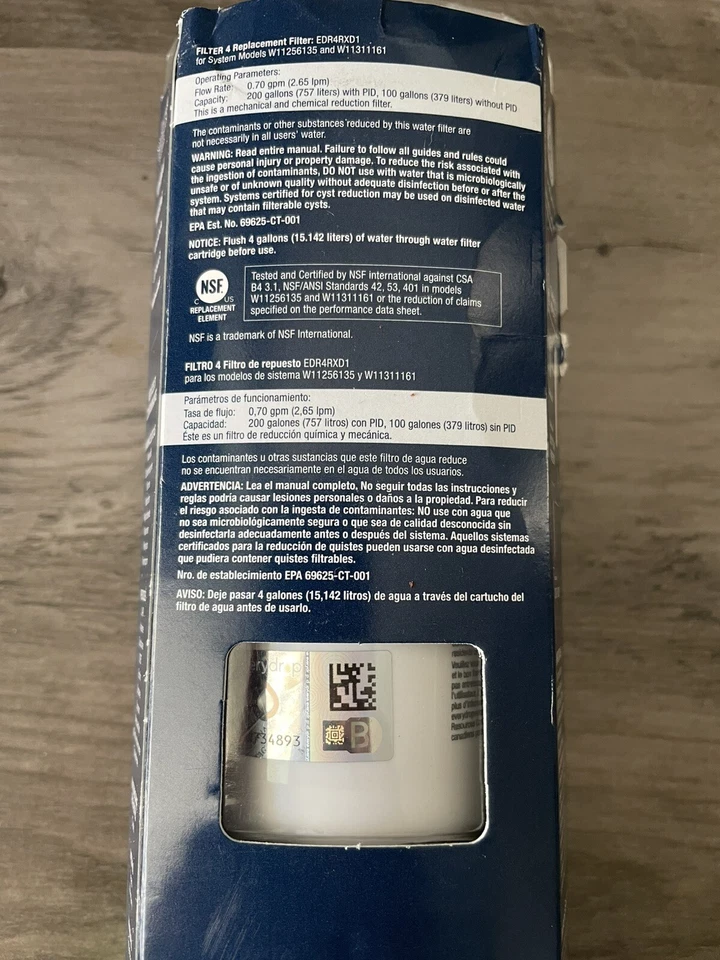 FILTER 4 Replacement Filter: EDR4RXD1
for System Models W11256135 and W11311161
Operating Parameters:
Flow Rate: 0.70 gpm (2.65 lpm)
Capacity: 200 gallons (757 liters) with PID, 100 gallons (379 liters) without PID
This is a mechanical and chemical reduction filter.
The contaminants or other substances reduced by this water filter are
not necessarily in all users' water.
WARNING: Read entire manual. Failure to follow all guides and rules could
cause personal injury or property damage. To reduce the risk associated with
the ingestion of contaminants, DO NOT use with water that is microbiologically
unsafe or of unknown quality without adequate disinfection before or after the
system. Systems certified for cyst reduction may be used on disinfected water
that may contain filterable cysts.
EPA Est. No. 69625-CT-001
NOTICE: Flush 4 gallons (15.142 liters) of water through water filter
cartridge before use.
NSF
C US
REPLACEMENT
ELEMENT
Tested and Certified by NSF international against CSA
B4 3.1, NSF/ANSI Standards 42, 53, 401 in models
W11256135 and W11311161 or the reduction of claims
specified on the performance data sheet.
NSF is a trademark of NSF International.
FILTRO 4 Filtro de repuesto EDR4RXD1
para los modelos de sistema W11256135 y W11311161
Parámetros de funcionamiento:
Tasa de flujo: 0,70 gpm (2,65 lpm)
Capacidad: 200 galones (757 litros) con PID, 100 galones (379 litros) sin PID
Éste es un filtro de reducción química y mecánica.
Los contaminantes u otras sustancias que este filtro de agua reduce
no se encuentran necesariamente en el agua de todos los usuarios.
ADVERTENCIA: Lea el manual completo, No seguir todas las instrucciones y
reglas podría causar lesiones personales o daños a la propiedad. Para reducir
el riesgo asociado con la ingesta de contaminantes: NO use con agua que
no sea microbiológicamente segura o que sea de calidad desconocida sin
desinfectarla adecuadamente antes o después del sistema. Aquellos sistemas
certificados para la reducción de quistes pueden usarse con agua desinfectada
que pudiera contener quistes filtrables.
Nro. de establecimiento EPA 69625-CT-001
AVISO: Deje pasar 4 galones (15,142 litros) de agua a través del cartucho del
filtro de agua antes de usarlo.
erydrop
34893
B